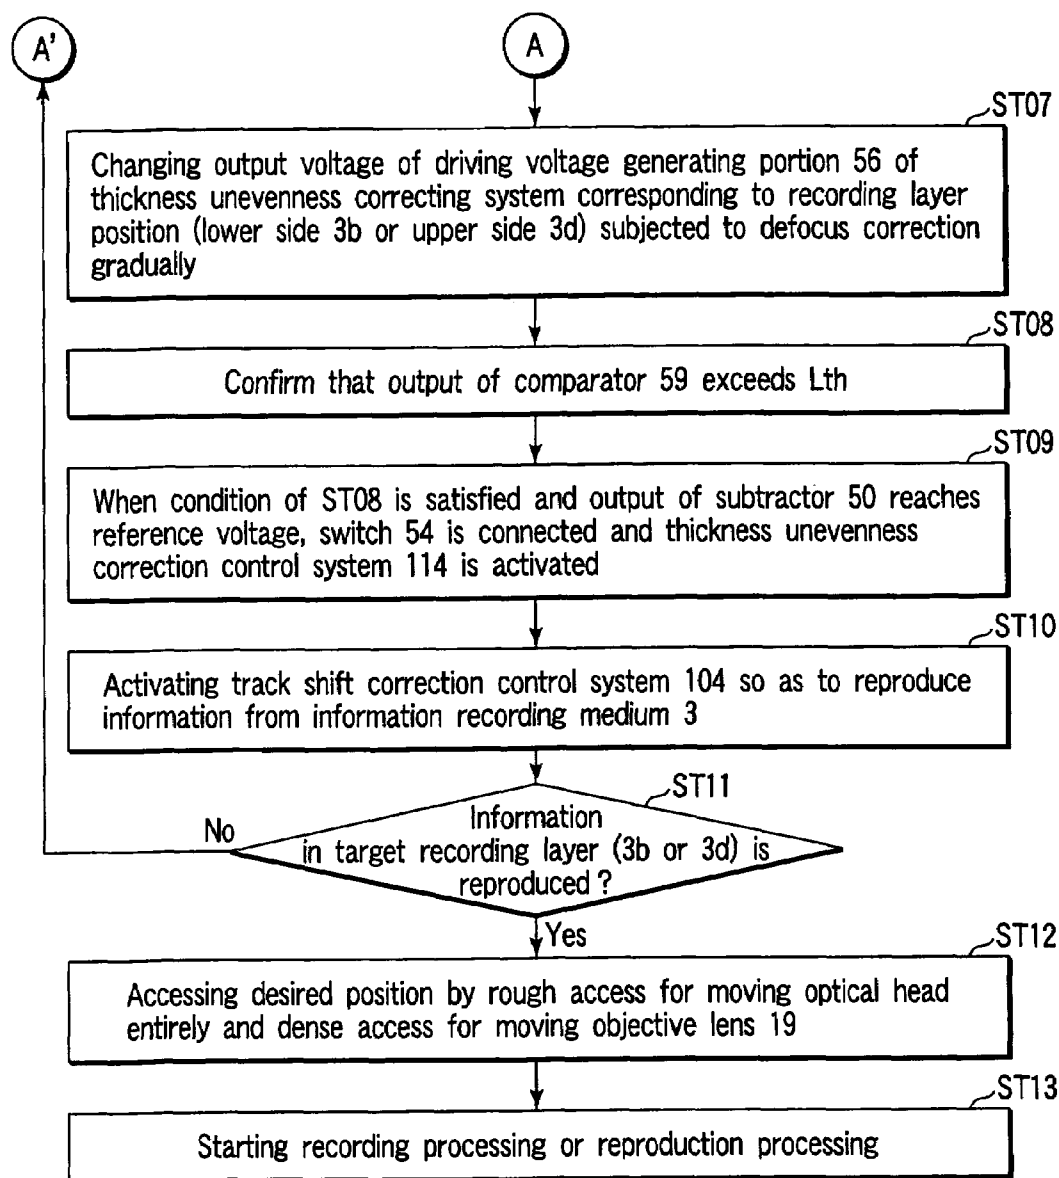 A'
A
ST07
Changing output voltage of driving voltage generating portion 56 of
thickness unevenness correcting system corresponding to recording layer
position (lower side 3b or upper side 3d) subjected to defocus correction
gradually
ST08
Confirm that output of comparator 59 exceeds Lth
ST09
When condition of ST08 is satisfied and output of subtractor 50 reaches
reference voltage, switch 54 is connected and thickness unevenness
correction control system 114 is activated
ST10
Activating track shift correction control system 104 so as to reproduce
information from information recording medium 3
ST11
No
Information
in target recording layer (3b or 3d) is
reproduced ?
Yes
ST12
Accessing desired position by rough access for moving optical head
entirely and dense access for moving objective lens 19
ST13
Starting recording processing or reproduction processing